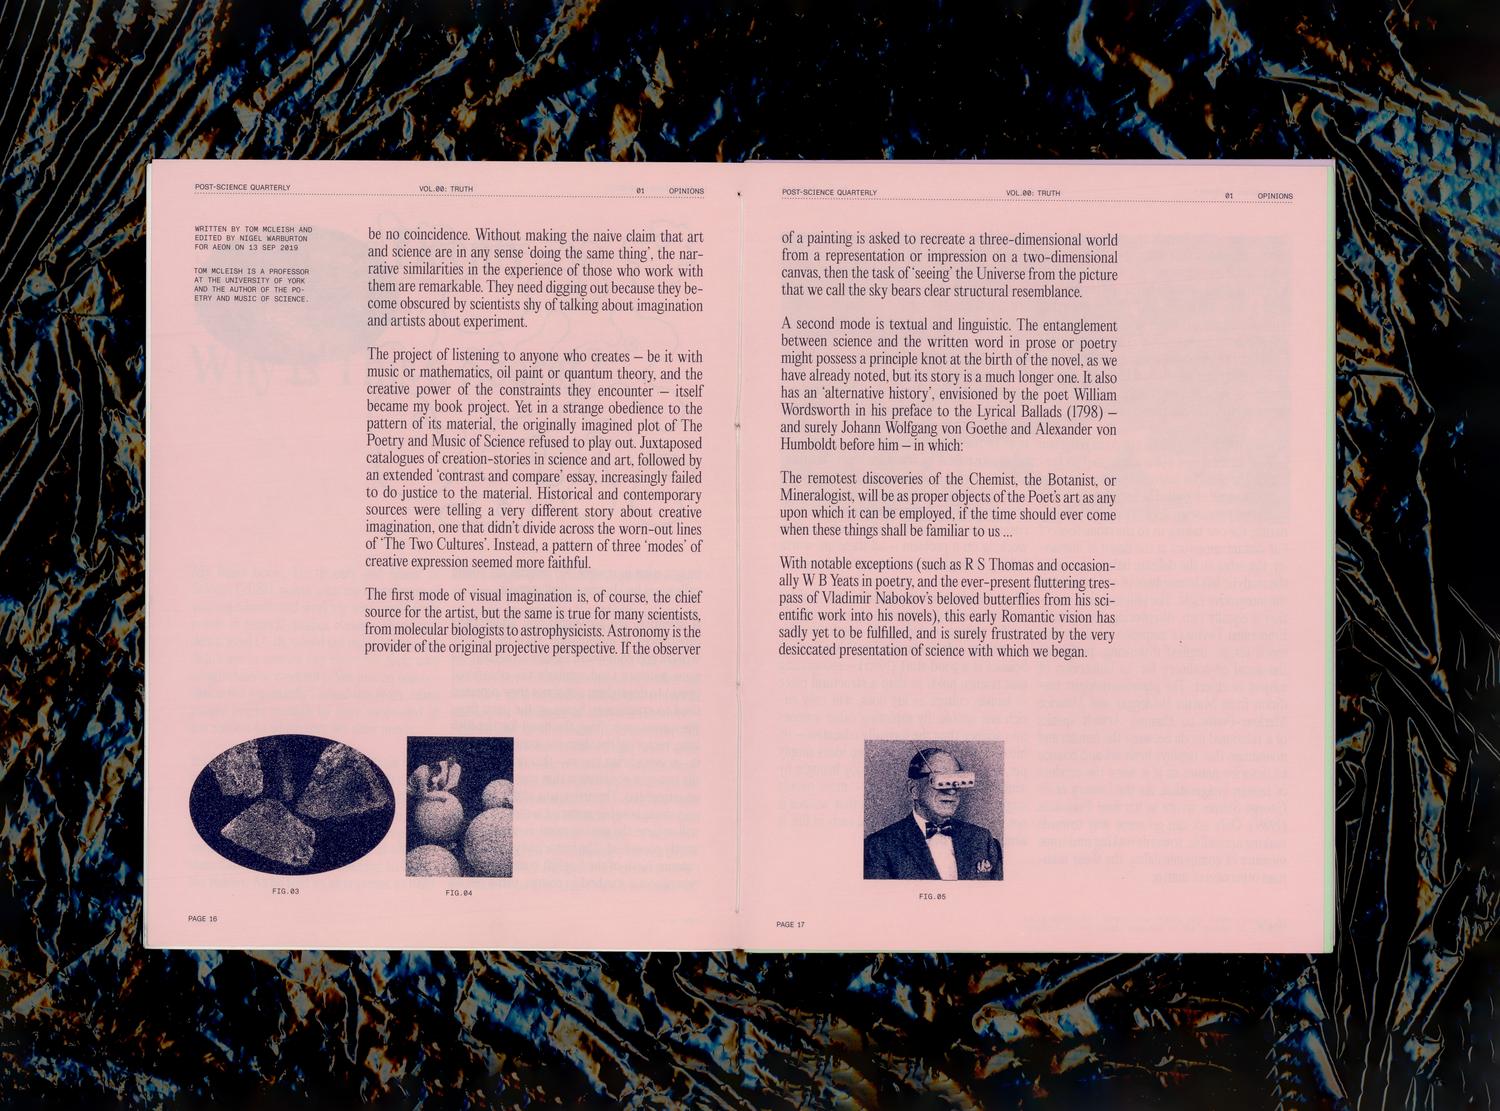 POST-SCIENCE QUARTERLY
VOL.00: TRUTH
01 OPINIONS
WRITTEN BY TOM MCLEISH AND
EDITED BY NIGEL WARBURTON
FOR AEON ON 13 SEP 2019
TOM MCLEISH IS A PROFESSOR
AT THE UNIVERSITY OF YORK
AND THE AUTHOR OF THE PO-
ETRY AND MUSIC OF SCIENCE.
be no coincidence. Without making the naive claim that art
and science are in any sense ‘doing the same thing’, the nar-
rative similarities in the experience of those who work with
them are remarkable. They need digging out because they be-
come obscured by scientists shy of talking about imagination
and artists about experiment.
The project of listening to anyone who creates – be it with
music or mathematics, oil paint or quantum theory, and the
creative power of the constraints they encounter – itself
became my book project. Yet in a strange obedience to the
pattern of its material, the originally imagined plot of The
Poetry and Music of Science refused to play out. Juxtaposed
catalogues of creation-stories in science and art, followed by
an extended ‘contrast and compare’ essay, increasingly failed
to do justice to the material. Historical and contemporary
sources were telling a very different story about creative
imagination, one that didn’t divide across the worn-out lines
of ‘The Two Cultures’. Instead, a pattern of three ‘modes’ of
creative expression seemed more faithful.
The first mode of visual imagination is, of course, the chief
source for the artist, but the same is true for many scientists,
from molecular biologists to astrophysicists. Astronomy is the
provider of the original projective perspective. If the observer
FIG.03
FIG.04
PAGE 16
POST-SCIENCE QUARTERLY
VOL.00: TRUTH
01 OPINIONS
of a painting is asked to recreate a three-dimensional world
from a representation or impression on a two-dimensional
canvas, then the task of ‘seeing’ the Universe from the picture
that we call the sky bears clear structural resemblance.
A second mode is textual and linguistic. The entanglement
between science and the written word in prose or poetry
might possess a principle knot at the birth of the novel, as we
have already noted, but its story is a much longer one. It also
has an ‘alternative history’, envisioned by the poet William
Wordsworth in his preface to the Lyrical Ballads (1798) –
and surely Johann Wolfgang von Goethe and Alexander von
Humboldt before him – in which:
The remotest discoveries of the Chemist, the Botanist, or
Mineralogist, will be as proper objects of the Poet’s art as any
upon which it can be employed, if the time should ever come
when these things shall be familiar to us ...
With notable exceptions (such as R S Thomas and occasion-
ally W B Yeats in poetry, and the ever-present fluttering tres-
pass of Vladimir Nabokov’s beloved butterflies from his sci-
entific work into his novels), this early Romantic vision has
sadly yet to be fulfilled, and is surely frustrated by the very
desiccated presentation of science with which we began.
FIG.05
PAGE 17